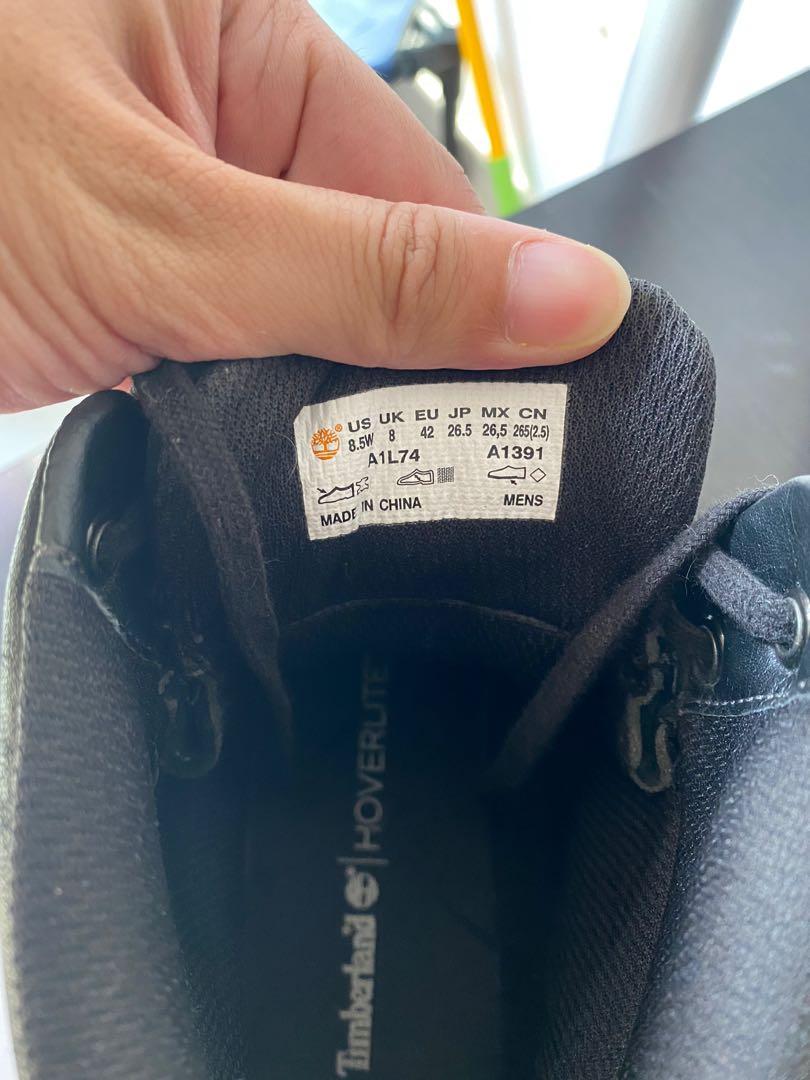 US UK EU JP MX CN
8.5W 8 42 26.5 26,5 265(2.5)
A1L74 A1391
MADE IN CHINA MENS
Timberland ® | HOVERLITE